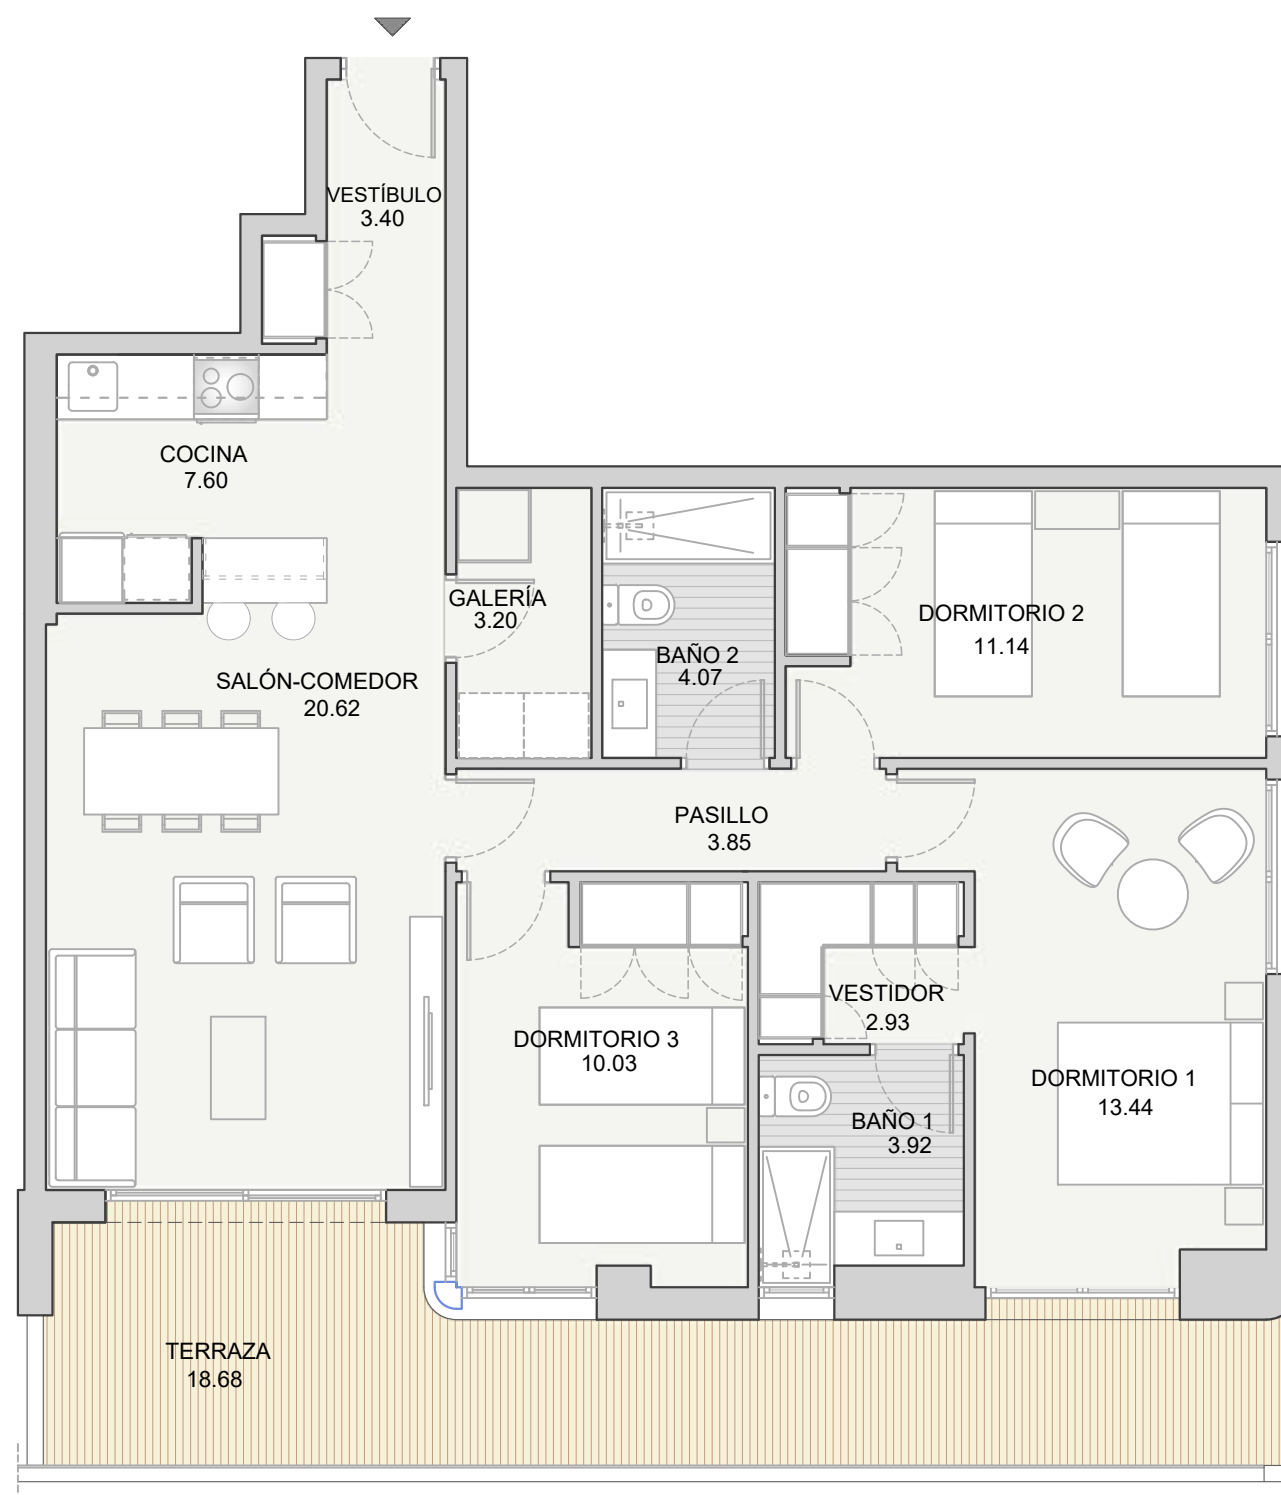 VESTÍBULO
3.40
COCINA
7.60
GALERÍA
3.20
BAÑO 2
4.07
DORMITORIO 2
11.14
SALÓN-COMEDOR
20.62
PASILLO
3.85
VESTIDOR
2.93
DORMITORIO 3
10.03
DORMITORIO 1
13.44
BAÑO 1
3.92
TERRAZA
18.68